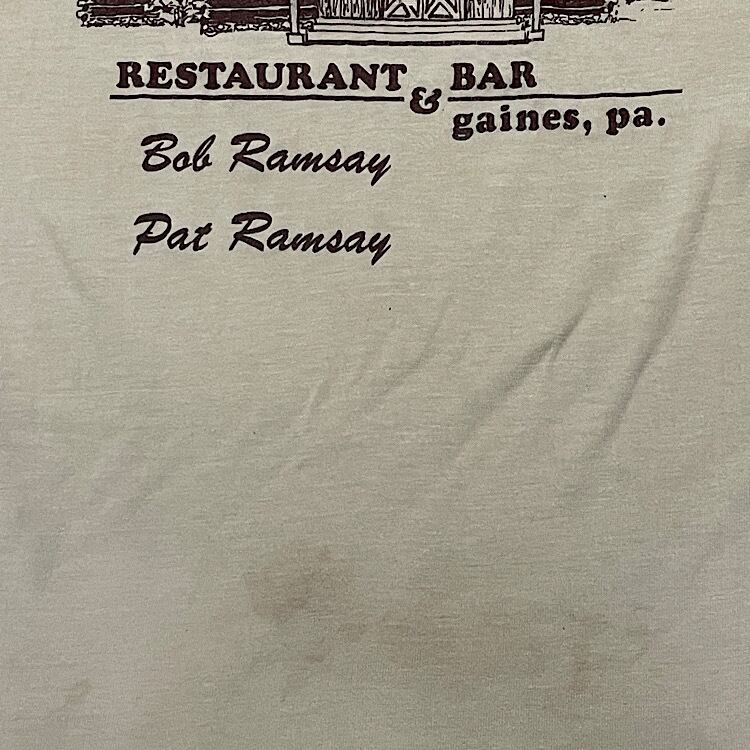 RESTAURANT & BAR
gaines, pa.
Bob Ramsay
Pat Ramsay